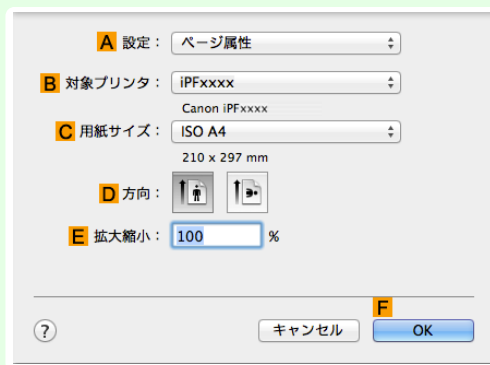 A 設定： ページ属性
B 対象プリンタ： iPFxxxx
Canon iPFxxxx
C 用紙サイズ： ISO A4
210 x 297 mm
D 方向：
E 拡大縮小： 100 %
F
? キャンセル OK